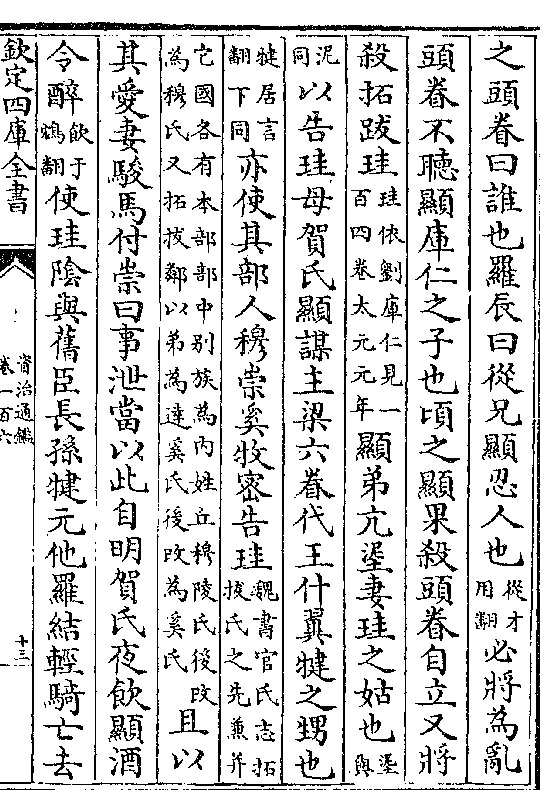 之頭眷曰誰也羅辰曰從兄顯忍人也從才用翻必將為亂
頭眷不聽顯庫仁之子也頃之顯果殺頭眷自立又將
殺拓跋珪珪依劉庫仁見一百四卷太元元年顯弟亢埿妻珪之姑也埿與
泥同以告珪母賀氏顯謀主梁六眷代王什翼犍之甥也
犍居言翻下同亦使其部人穆崇奚牧密告珪魏書官氏志拓拔氏之先兼并
它國各有本部部中别族為内姓丘穆陵氏後改為穆氏又拓拔鄰以弟為達奚氏後改為奚氏且以
其愛妻駿馬付崇曰事泄當以此自明賀氏夜飲顯酒
令醉飲于鴆翻使珪陰與舊臣長孫犍元他羅結輕騎亡去
欽定四庫全書
資治通鑑
卷一百六
十三